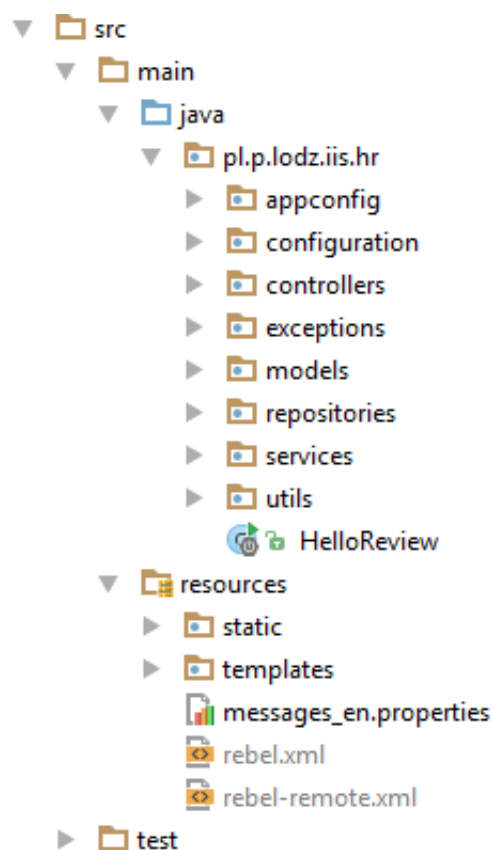 src
main
java
pl.p.lodz.iis.hr
appconfig
configuration
controllers
exceptions
models
repositories
services
utils
HelloReview
resources
static
templates
messages_en.properties
rebel.xml
rebel-remote.xml
test